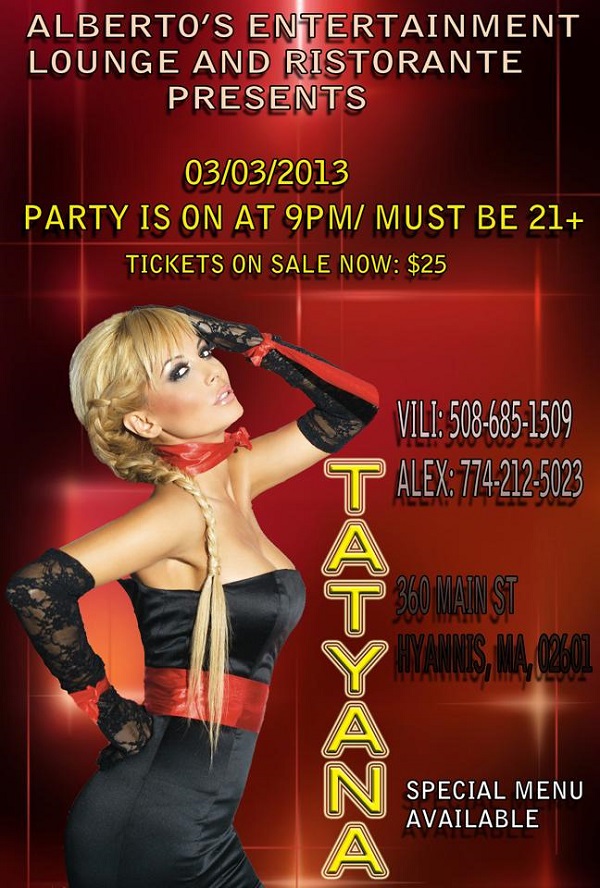 ALBERTO'S ENTERTAINMENT
LOUNGE AND RISTORANTE
PRESENTS
03/03/2013
PARTY IS ON AT 9PM/ MUST BE 21+
TICKETS ON SALE NOW: $25
VILI: 508-685-1509
ALEX: 774-212-5023
TATYANA
360 MAIN ST
HYANNIS, MA, 02601
SPECIAL MENU
AVAILABLE